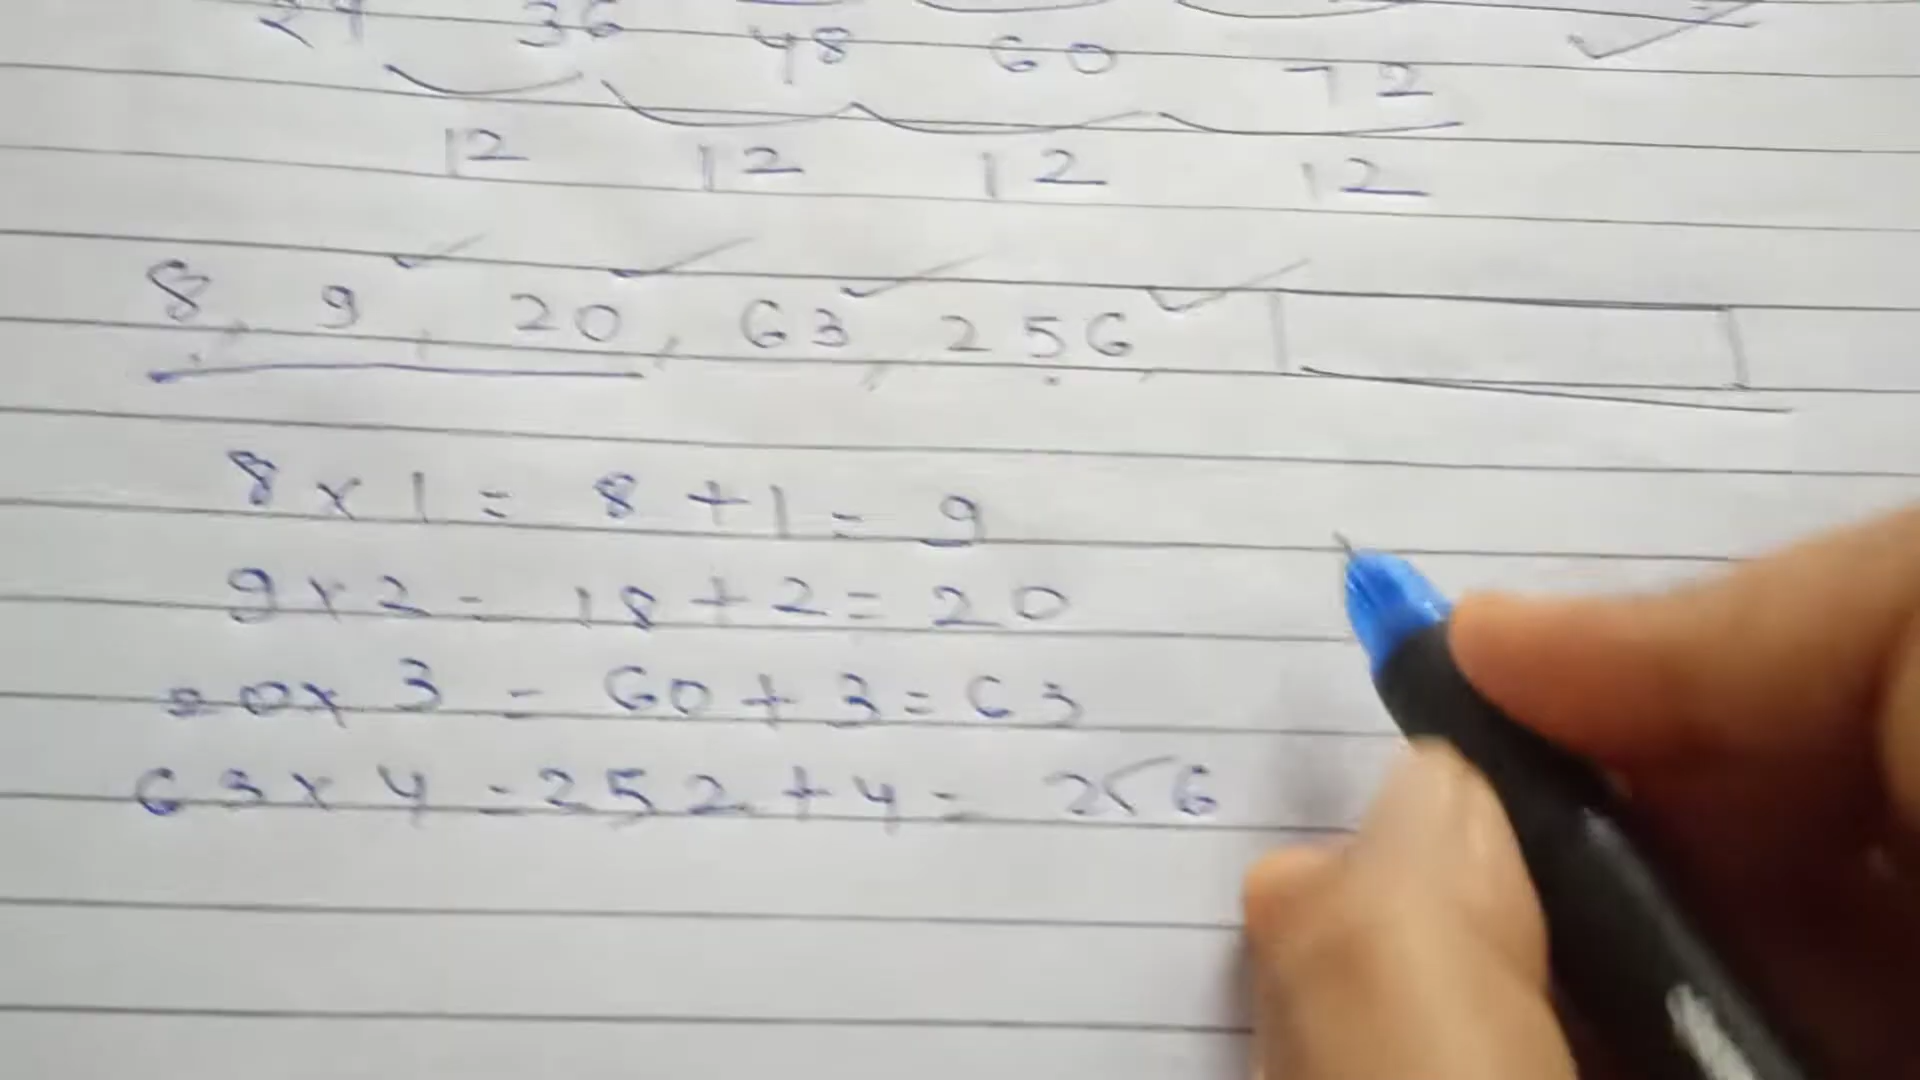 24 36 48 60 72
12 12 12 12
8, 9, 20, 63, 256,
8 x 1 = 8 + 1 = 9
9 x 2 = 18 + 2 = 20
20 x 3 = 60 + 3 = 63
63 x 4 = 252 + 4 = 256